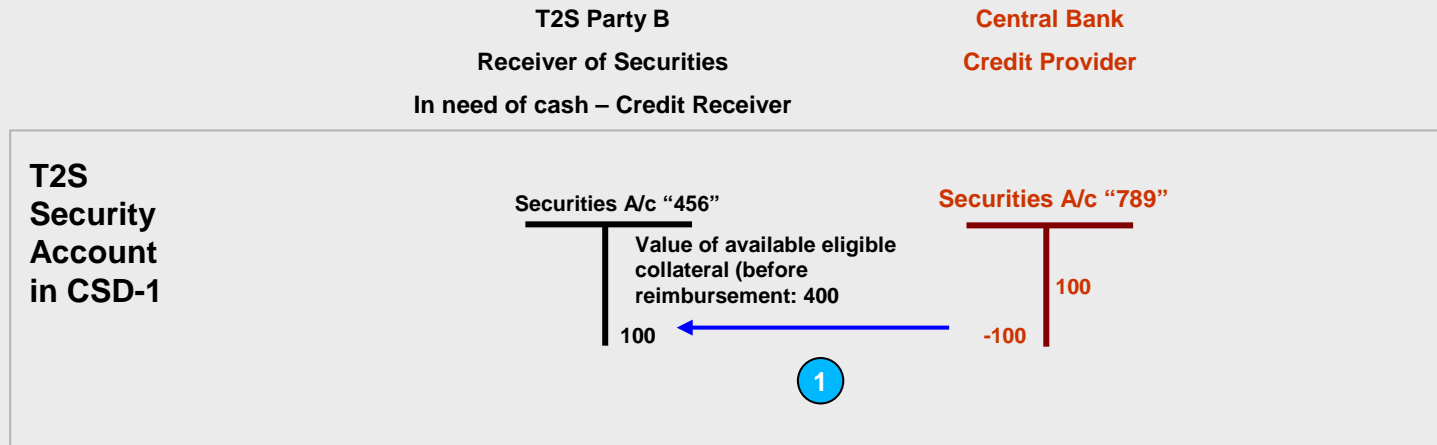 T2S Party B
Central Bank
Receiver of Securities
Credit Provider
In need of cash – Credit Receiver
T2S
Security
Account
in CSD-1
Securities A/c “456”
Securities A/c “789”
Value of available eligible
collateral (before
reimbursement: 400
100
100
-100
1